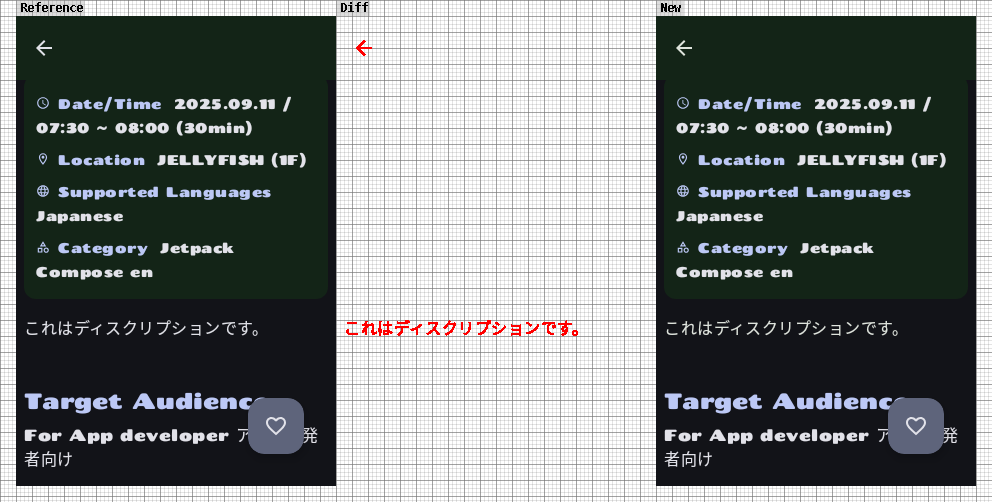 Reference
Diff
New
Date/Time 2025.09.11 /
07:30 ~ 08:00 (30min)
Location JELLYFISH (1F)
Supported Languages
Japanese
Category Jetpack
Compose en
これはディスクリプションです。
Target Audience
For App developer ア 発
者向け
これはディスクリプションです。
Date/Time 2025.09.11 /
07:30 ~ 08:00 (30min)
Location JELLYFISH (1F)
Supported Languages
Japanese
Category Jetpack
Compose en
これはディスクリプションです。
Target Audience
For App developer ア 発
者向け